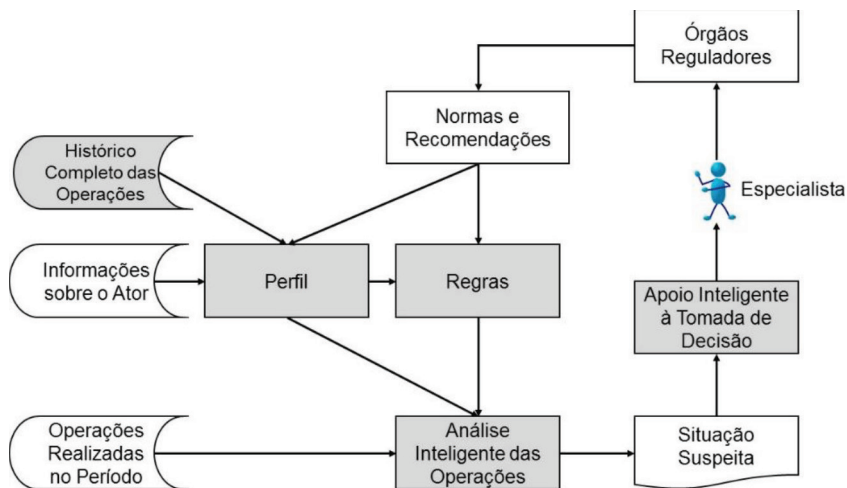 Órgãos
Reguladores
Normas e
Recomendações
Histórico
Completo das
Operações
Especialista
Informações
sobre o Ator
Perfil
Regras
Apoio Inteligente
à Tomada de
Decisão
Operações
Realizadas
no Período
Análise
Inteligente das
Operações
Situação
Suspeita